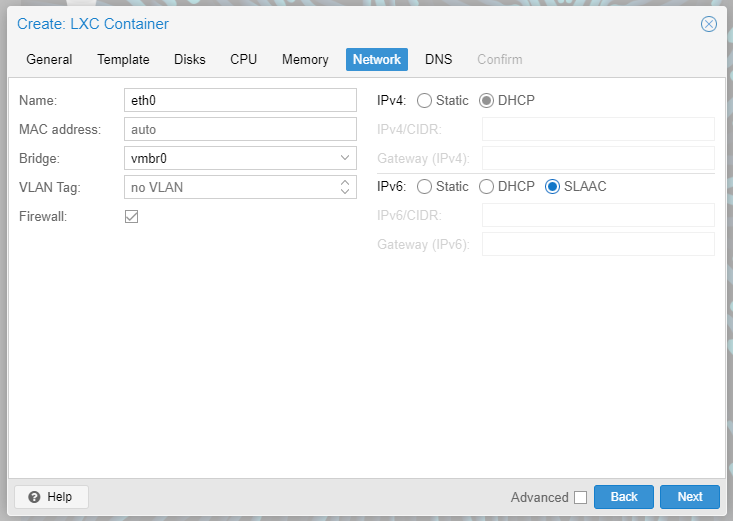 Create: LXC Container
General Template Disks CPU Memory Network DNS Confirm
Name: eth0
MAC address: auto
Bridge: vmbr0
VLAN Tag: no VLAN
Firewall:
IPv4: Static DHCP
IPv4/CIDR:
Gateway (IPv4):
IPv6: Static DHCP SLAAC
IPv6/CIDR:
Gateway (IPv6):
Help Advanced Back Next